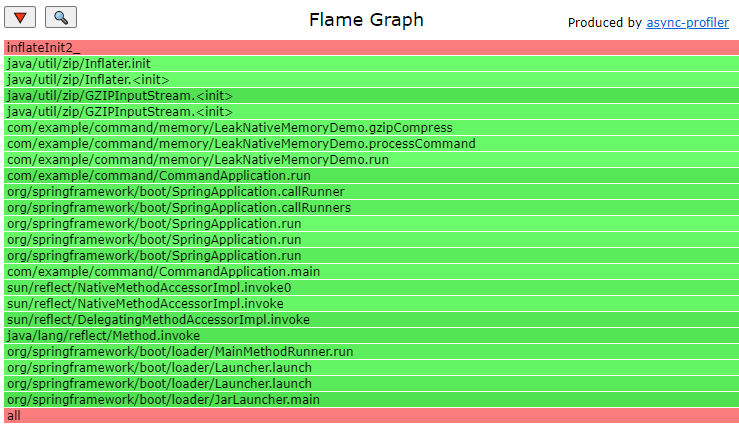 Flame Graph
Produced by async-profiler
inflateInit2_
java/util/zip/Inflater.init
java/util/zip/Inflater.<init>
java/util/zip/GZIPInputStream.<init>
java/util/zip/GZIPInputStream.<init>
com/example/command/memory/LeakNativeMemoryDemo.gzipCompress
com/example/command/memory/LeakNativeMemoryDemo.processCommand
com/example/command/memory/LeakNativeMemoryDemo.run
com/example/command/CommandApplication.run
org/springframework/boot/SpringApplication.callRunner
org/springframework/boot/SpringApplication.callRunners
org/springframework/boot/SpringApplication.run
org/springframework/boot/SpringApplication.run
org/springframework/boot/SpringApplication.run
com/example/command/CommandApplication.main
sun/reflect/NativeMethodAccessorImpl.invoke0
sun/reflect/NativeMethodAccessorImpl.invoke
sun/reflect/DelegatingMethodAccessorImpl.invoke
java/lang/reflect/Method.invoke
org/springframework/boot/loader/MainMethodRunner.run
org/springframework/boot/loader/Launcher.launch
org/springframework/boot/loader/Launcher.launch
org/springframework/boot/loader/JarLauncher.main
all